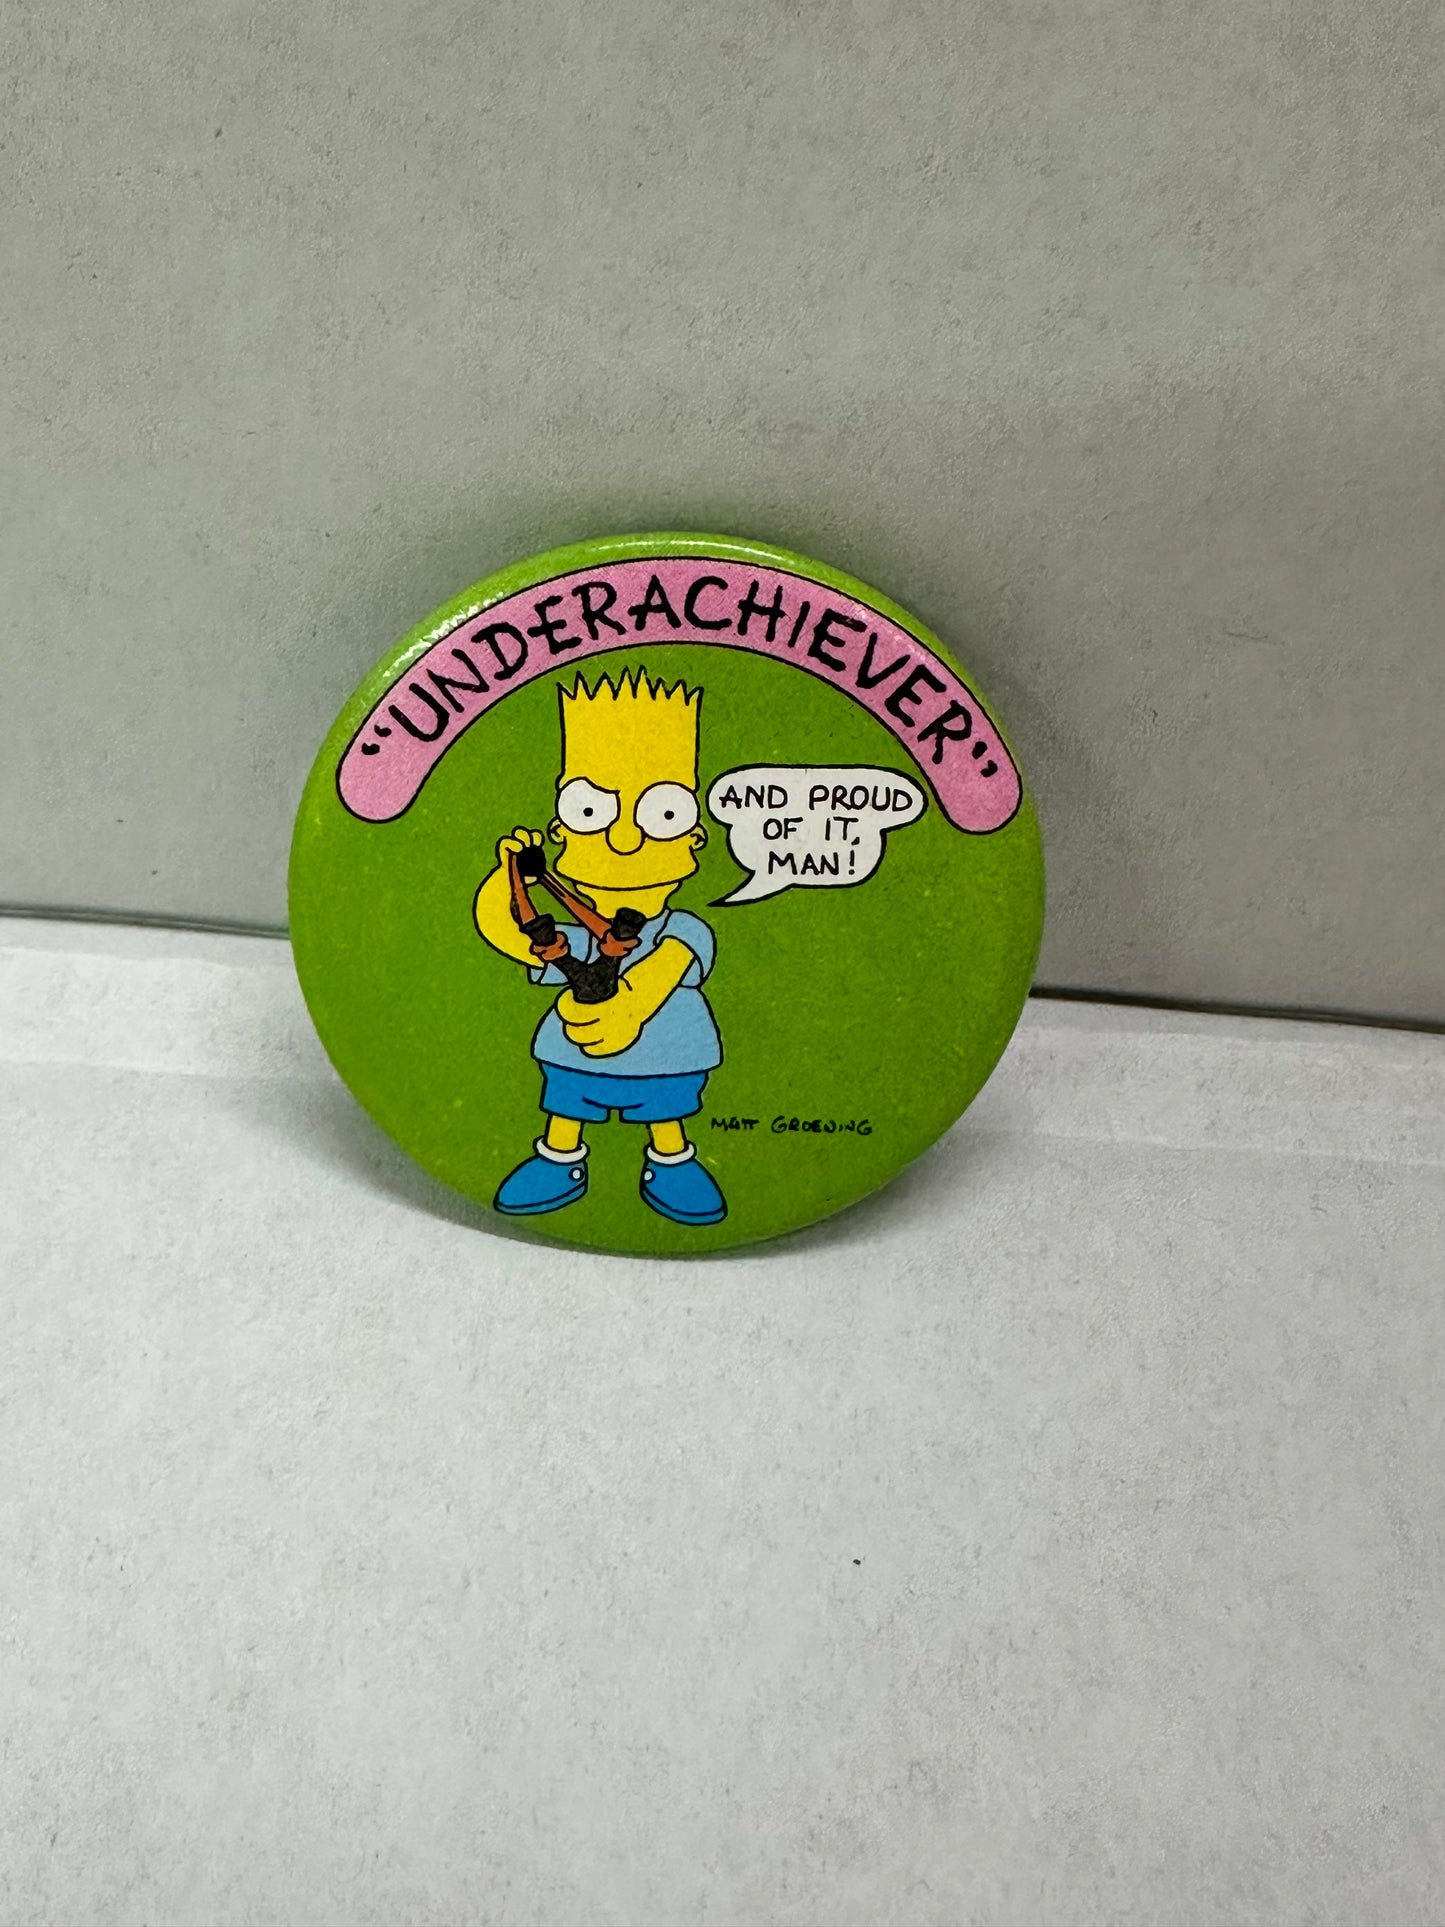 “UNDERACHIEVER”
AND PROUD
OF IT,
MAN!
MATT GROENING